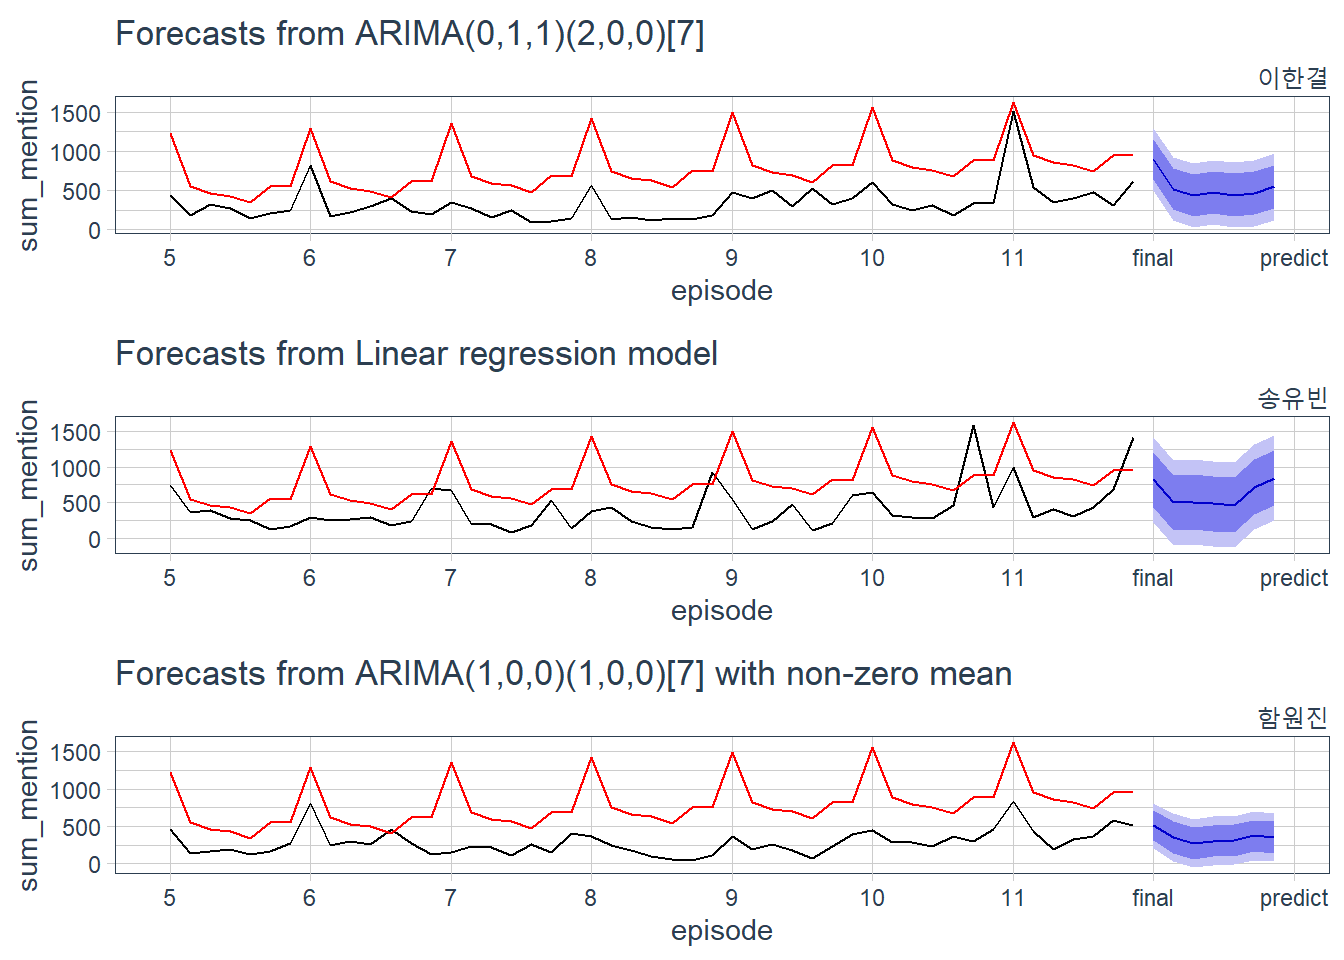 Forecasts from ARIMA(0,1,1)(2,0,0)[7]
이한결
sum_mention
1500
1000
500
0
5 6 7 8 9 10 11 final predict
episode
Forecasts from Linear regression model
송유빈
sum_mention
1500
1000
500
0
5 6 7 8 9 10 11 final predict
episode
Forecasts from ARIMA(1,0,0)(1,0,0)[7] with non-zero mean
함원진
sum_mention
1500
1000
500
0
5 6 7 8 9 10 11 final predict
episode